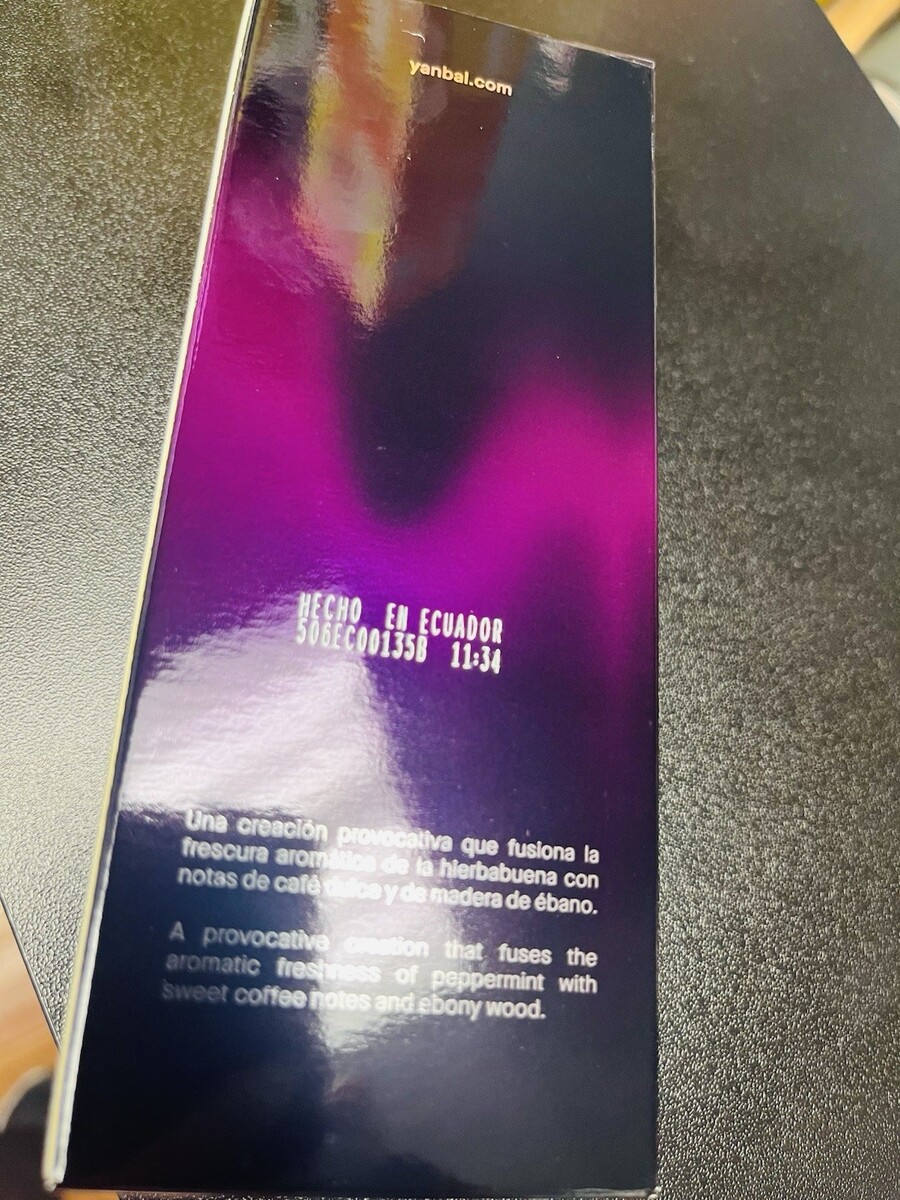 yanbal.com
HECHO EN ECUADOR
506EC00135B 11:34
Una creación provocativa que fusiona la
frescura aromática de la hierbabuena con
notas de café dulce y de madera de ébano.
A provocative creation that fuses the
aromatic freshness of peppermint with
sweet coffee notes and ebony wood.